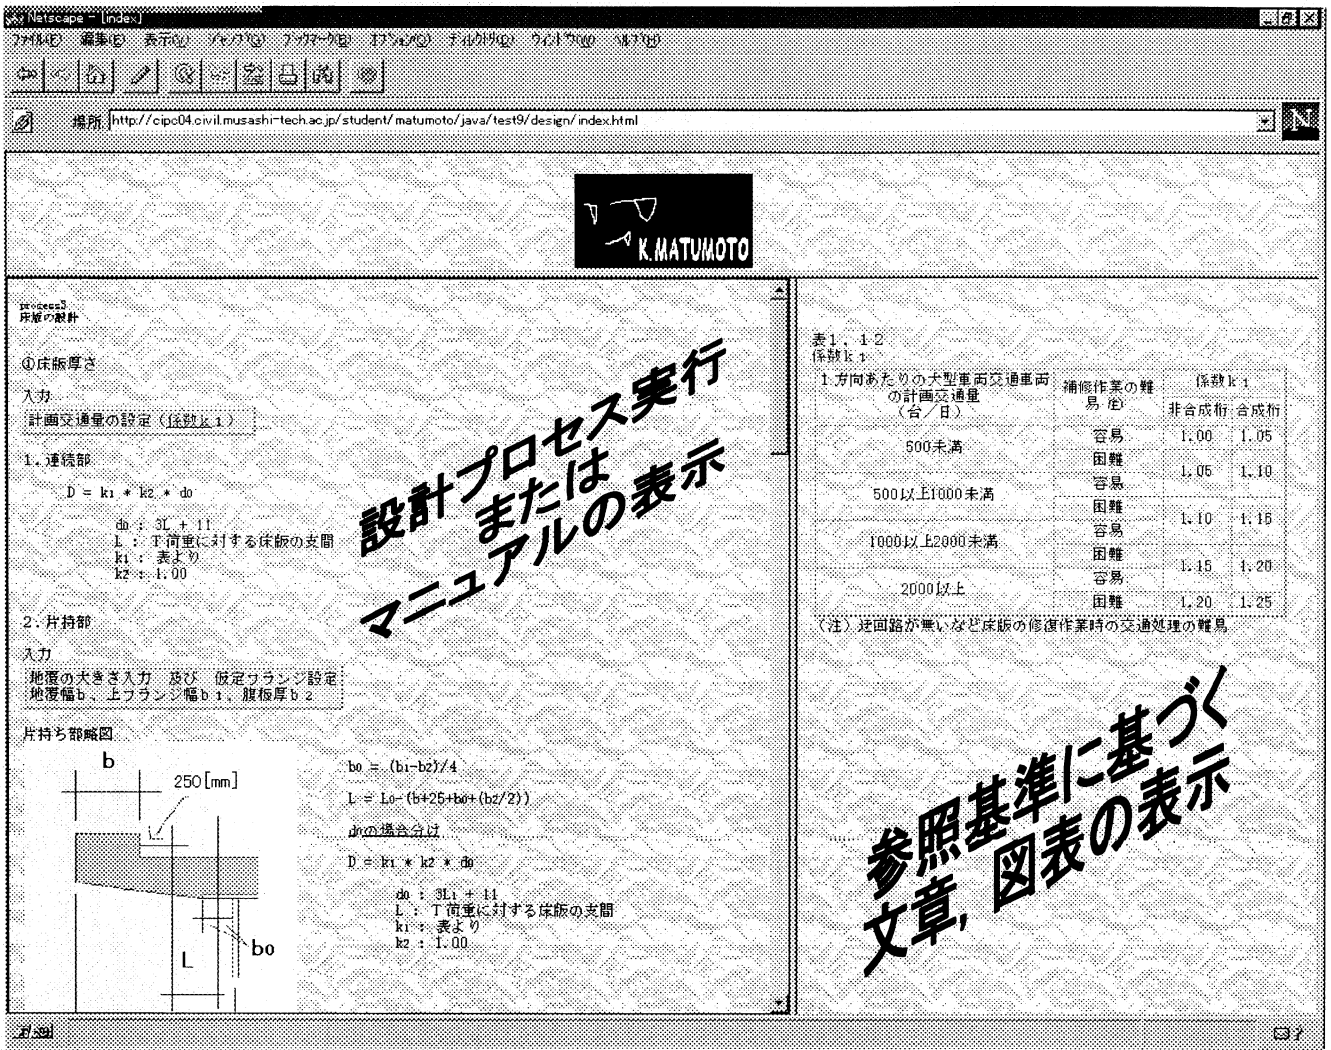 Netscape - [index]
ファイル(F) 編集(E) 表示(V) ジャンプ(G) ブックマーク(B) オプション(O) ディレクトリ(D) ウィンドウ(W) ヘルプ(H)
場所 http://cipc04.civil.musashi-tech.ac.jp/student/matumoto/java/test9/design/index.html
N
K.MATUMOTO
process3
床版の設計
①床版厚さ
入力
計画交通量の設定（係数k1）
1.連続部
D = k1 * k2 * d0
d0 : 3L + 11
L : T荷重に対する床版の支間
k1 : 表より
k2 : 1.00
2.片持部
入力
地覆の大きさ入力 及び 仮定フランジ設定
地覆幅b、上フランジ幅b1、腹板厚b2
片持ち部略図
b
250[mm]
L
b0
b0 = (b1-b2)/4
L = L0-(b+25+b0+(b2/2))
d0の場合分け
D = k1 * k2 * d0
d0 : 3L1 + 11
L : T荷重に対する床版の支間
k1 : 表より
k2 : 1.00
設計プロセス実行
または
マニュアルの表示
表1.12
係数k1
1方向あたりの大型車両交通車両の計画交通量（台／日） 補修作業の難易(注) 係数k1
非合成桁 合成桁
500未満 容易 1.00 1.05
困難 1.05 1.10
500以上1000未満 容易
困難 1.10 1.15
1000以上2000未満 容易
困難 1.15 1.20
2000以上 容易
困難 1.20 1.25
（注）迂回路が無いなど床版の修復作業時の交通処理の難易
参照基準に基づく
文章, 図表の表示